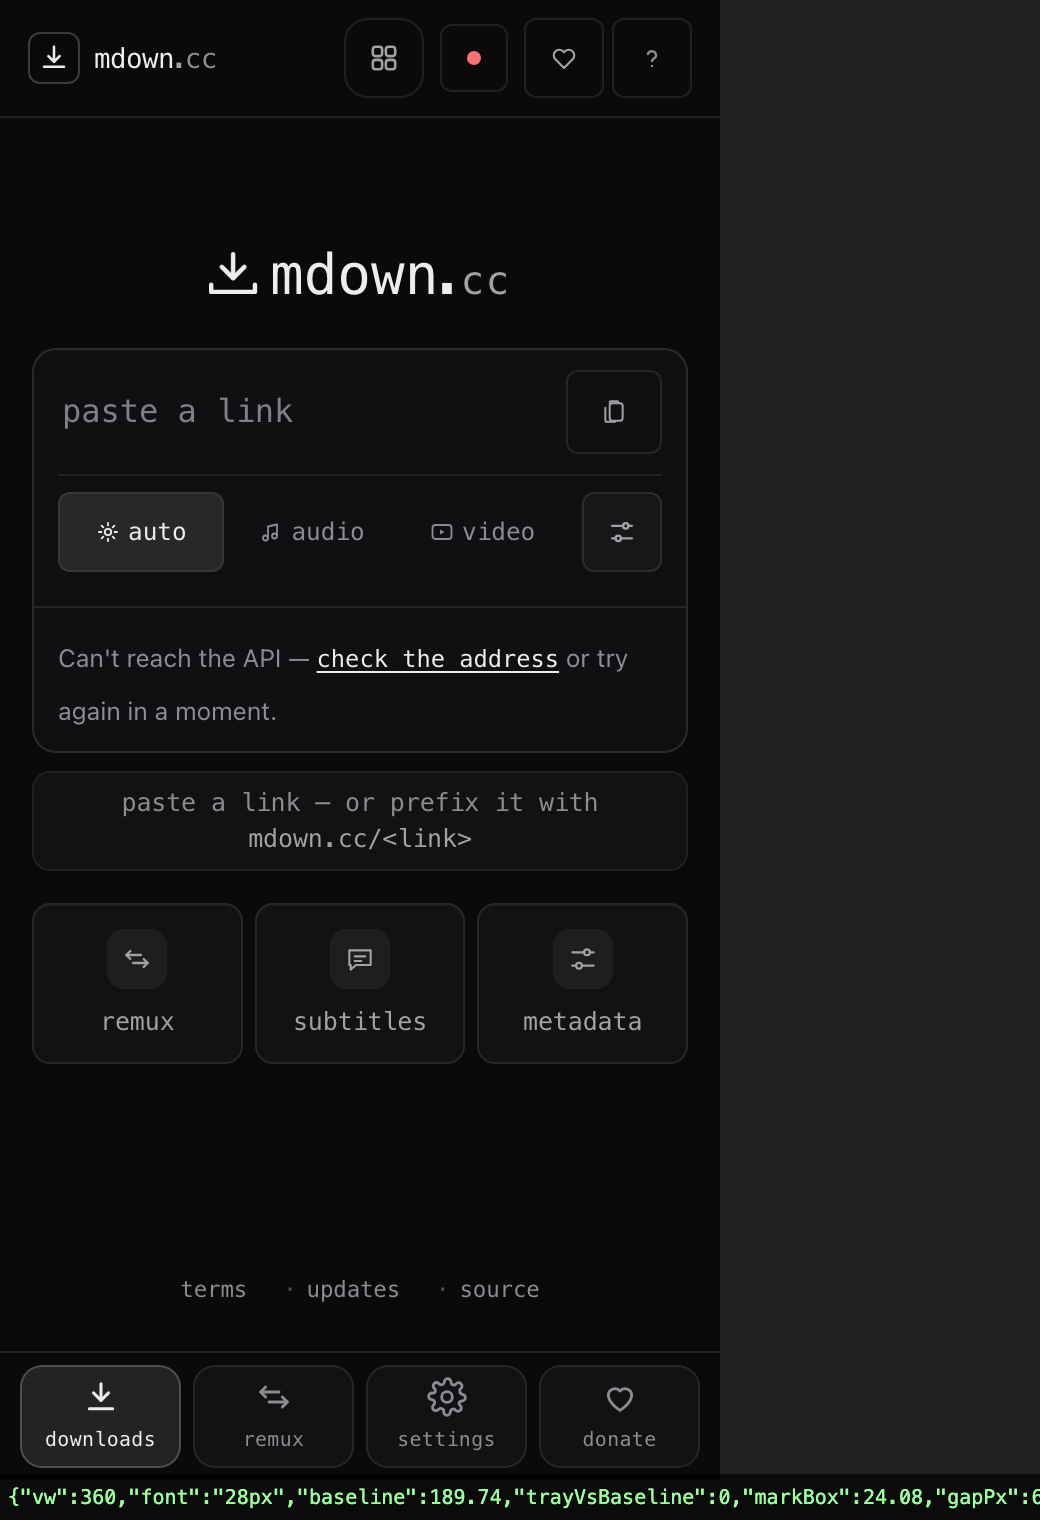 mdown.cc
?
mdown.cc
paste a link
auto audio video
Can't reach the API — check the address or try
again in a moment.
paste a link — or prefix it with
mdown.cc/<link>
remux subtitles metadata
terms · updates · source
downloads remux settings donate
{"vw":360,"font":"28px","baseline":189.74,"trayVsBaseline":0,"markBox":24.08,"gapPx":6